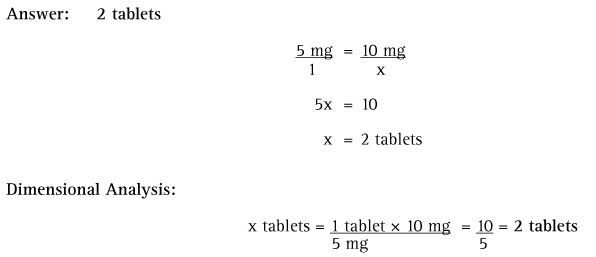 Answer: 2 tablets
5 mg = 10 mg
1 x
5x = 10
x = 2 tablets
Dimensional Analysis:
x tablets = 1 tablet × 10 mg = 10 = 2 tablets
5 mg 5